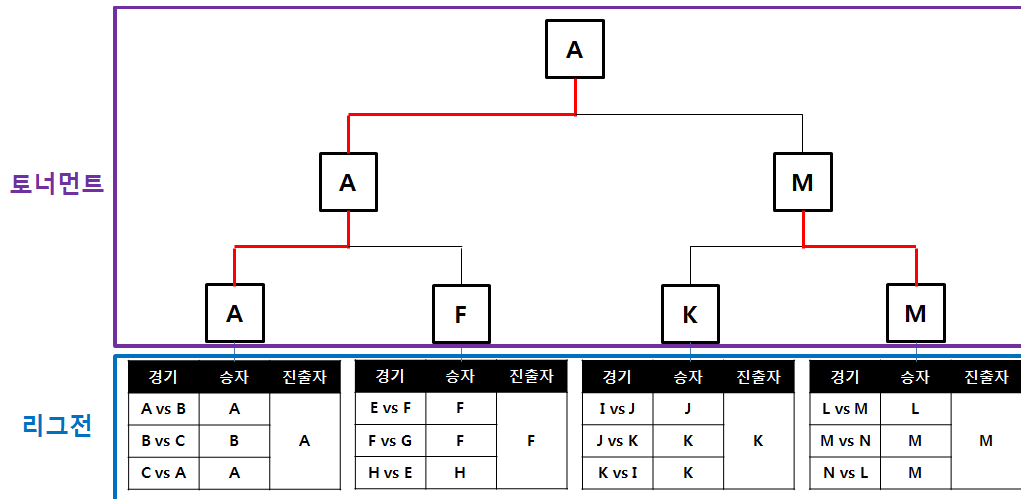 A
A M
토너먼트
A F K M
경기 승자 진출자 경기 승자 진출자 경기 승자 진출자 경기 승자 진출자
A vs B A E vs F F I vs J J L vs M L
리그전
B vs C B A F vs G F F J vs K K K M vs N M M
C vs A A H vs E H K vs I K N vs L M